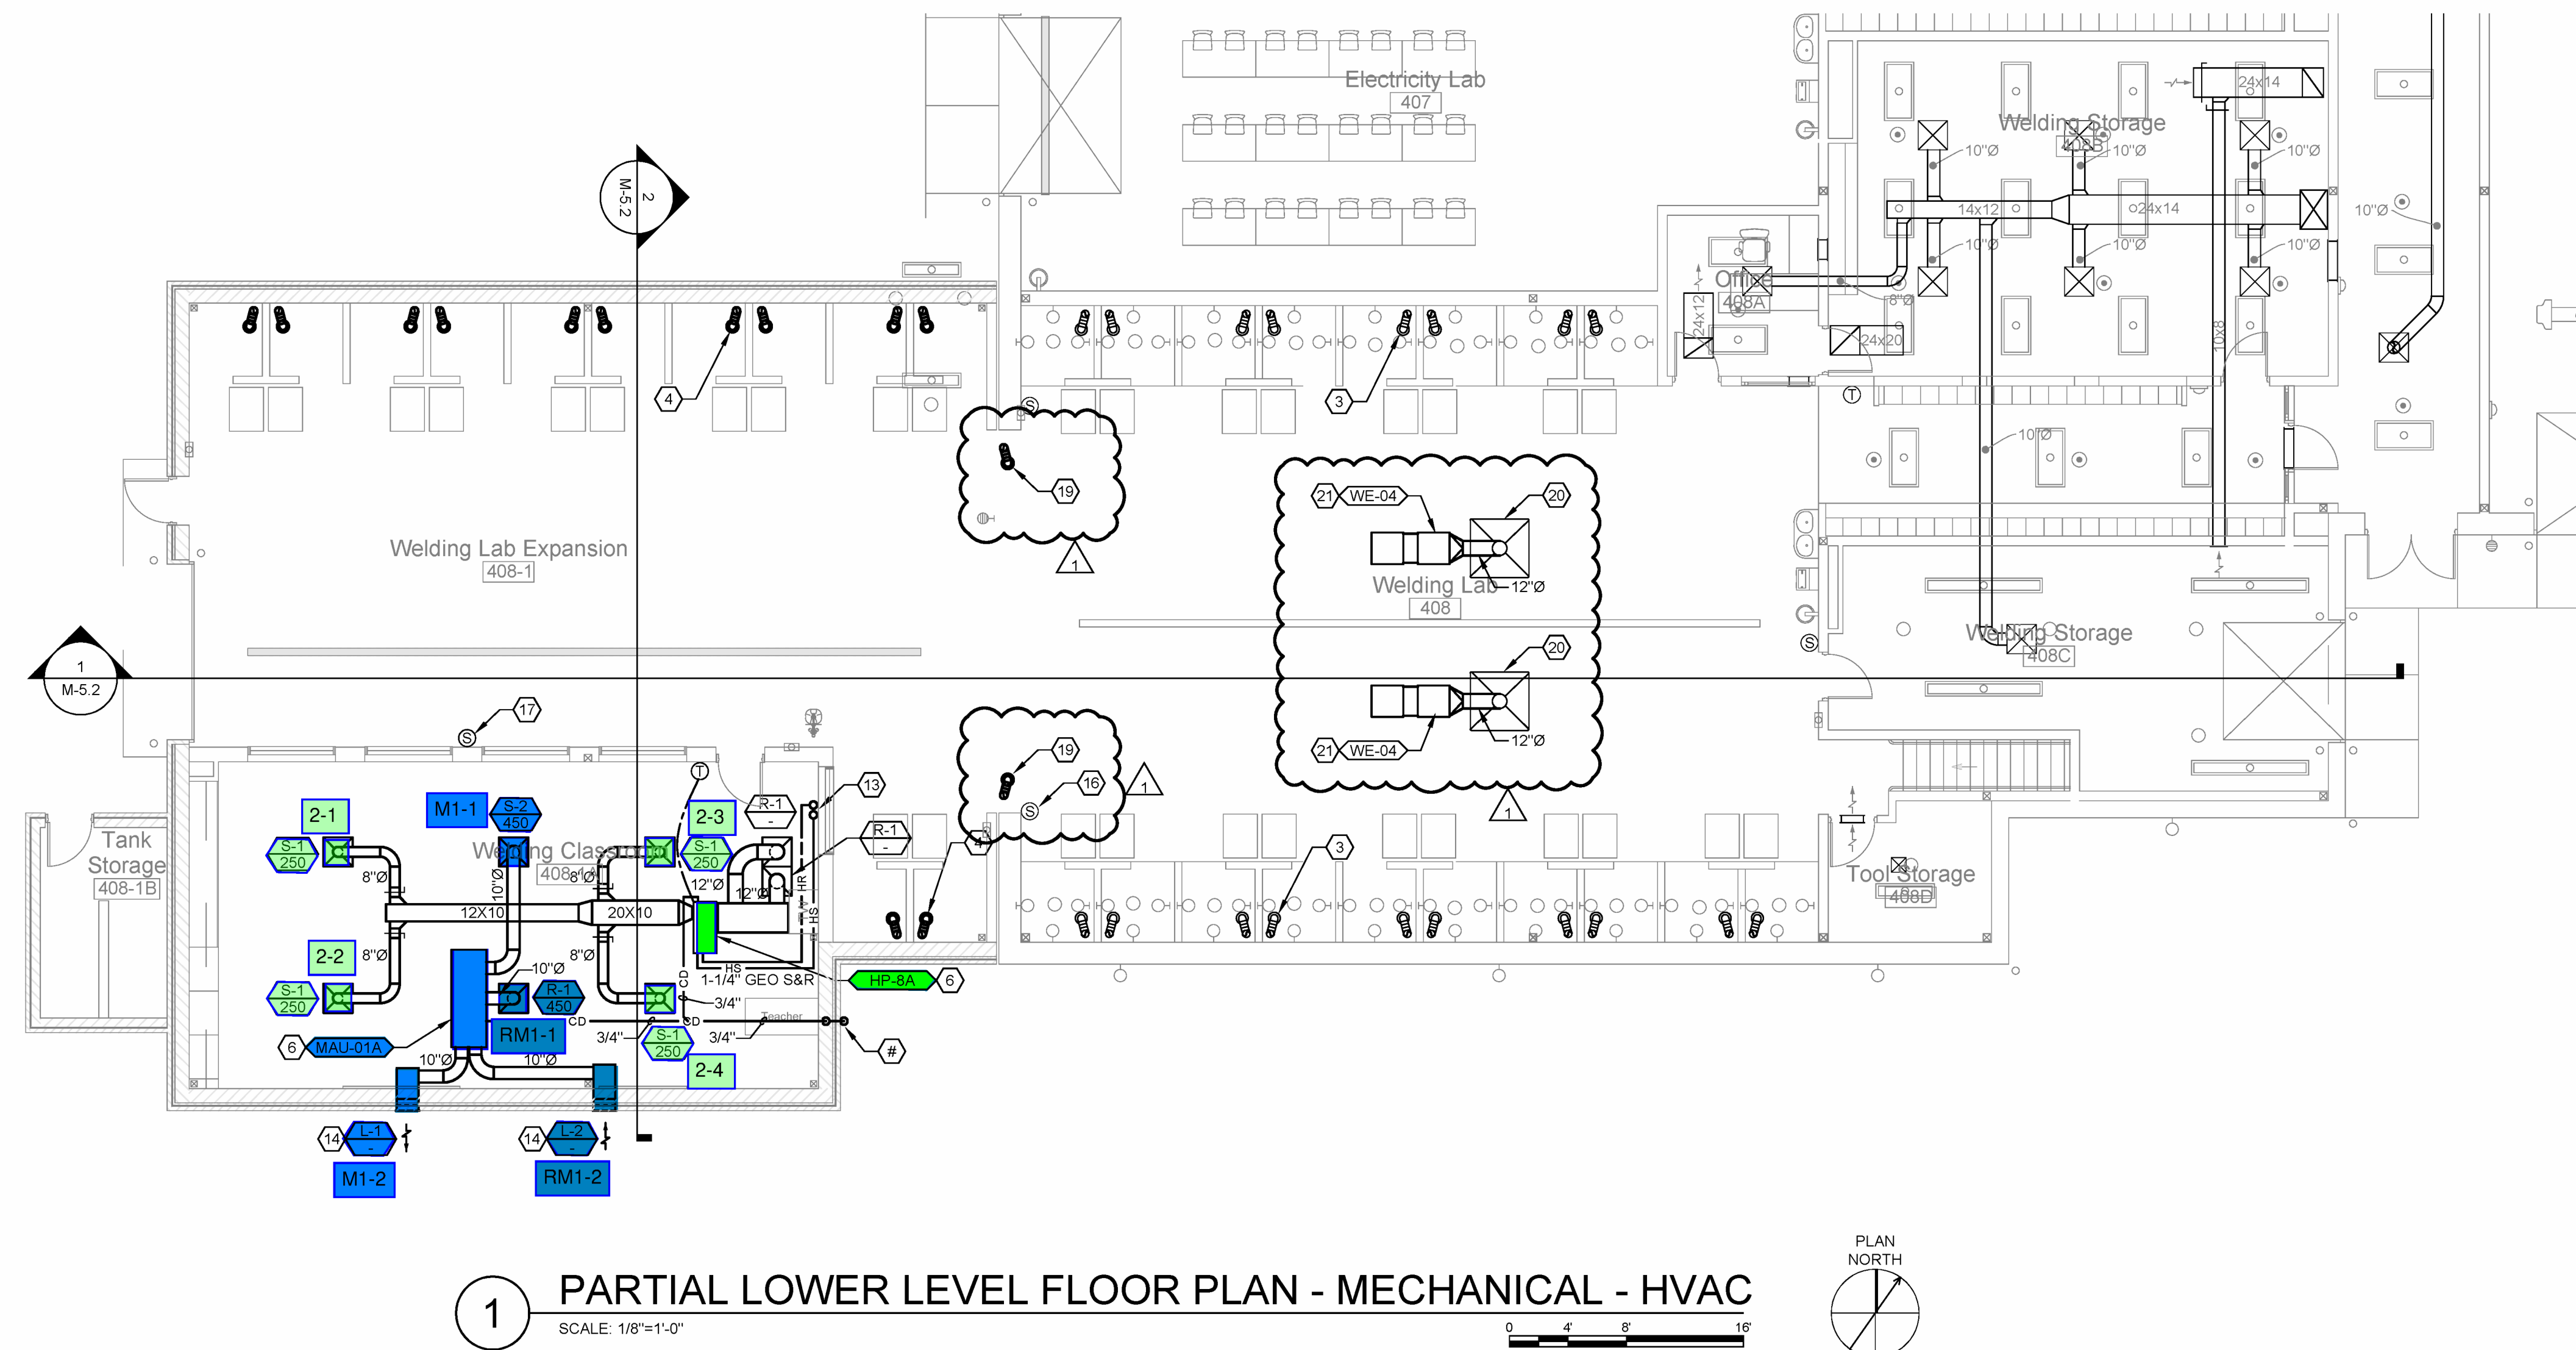 Electricity Lab
407
24x14
Welding Storage
408B
10"Ø
10"Ø
10"Ø
2
M-5.2
14x12
24x14
10"Ø
10"Ø
10"Ø
10"Ø
Office
408A
8"Ø
24x12
24x20
10x8
T
4
3
S
10"Ø
19
1
21
WE-04
20
12"Ø
Welding Lab Expansion
408-1
Welding Lab
408
Welding Storage
408C
S
20
1
M-5.2
17
S
21
WE-04
12"Ø
1
19
16
S
1
T
13
2-1
M1-1
S-2
450
2-3
R-1
-
R-1
-
4
3
Tank
Storage
408-1B
S-1
250
Welding Classroom
408-1A
S-1
250
8"Ø
10"Ø
8"Ø
12"Ø
12"Ø
HR
HS
Tool Storage
408D
12X10
20X10
2-2
8"Ø
8"Ø
10"Ø
HS
1-1/4" GEO S&R
CD
HP-8A
6
S-1
250
R-1
450
3/4"
CD
CD
Teacher
RM1-1
3/4"
3/4"
S-1
250
#
6
MAU-01A
10"Ø
10"Ø
2-4
14
L-1
-
14
L-2
-
M1-2
RM1-2
PLAN
NORTH
1
PARTIAL LOWER LEVEL FLOOR PLAN - MECHANICAL - HVAC
SCALE: 1/8"=1'-0"
0
4'
8'
16'